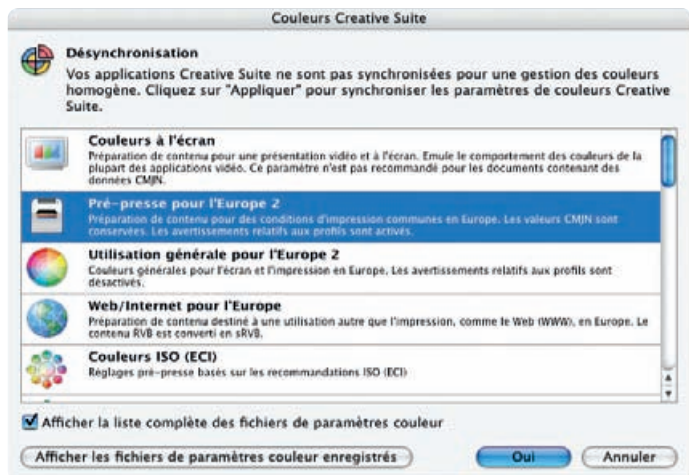 Couleurs Creative Suite
Désynchronisation
Vos applications Creative Suite ne sont pas synchronisées pour une gestion des couleurs
homogène. Cliquez sur "Appliquer" pour synchroniser les paramètres de couleurs Creative
Suite.
Couleurs à l'écran
Préparation de contenu pour une présentation vidéo et à l'écran. Emule le comportement des couleurs de la
plupart des applications vidéo. Ce paramètre n'est pas recommandé pour les documents contenant des
données CMJN.
Pré-presse pour l'Europe 2
Préparation de contenu pour des conditions d'impression communes en Europe. Les valeurs CMJN sont
conservées. Les avertissements relatifs aux profils sont activés.
Utilisation générale pour l'Europe 2
Couleurs générales pour l'écran et l'impression en Europe. Les avertissements relatifs aux profils sont
désactivés.
Web/Internet pour l'Europe
Préparation de contenu destiné à une utilisation autre que l'impression, comme le Web (WWW), en Europe. Le
contenu RVB est converti en sRVB.
Couleurs ISO (ECI)
Réglages pré-presse basés sur les recommandations ISO (ECI)
Afficher la liste complète des fichiers de paramètres couleur
Afficher les fichiers de paramètres couleur enregistrés
Oui
Annuler